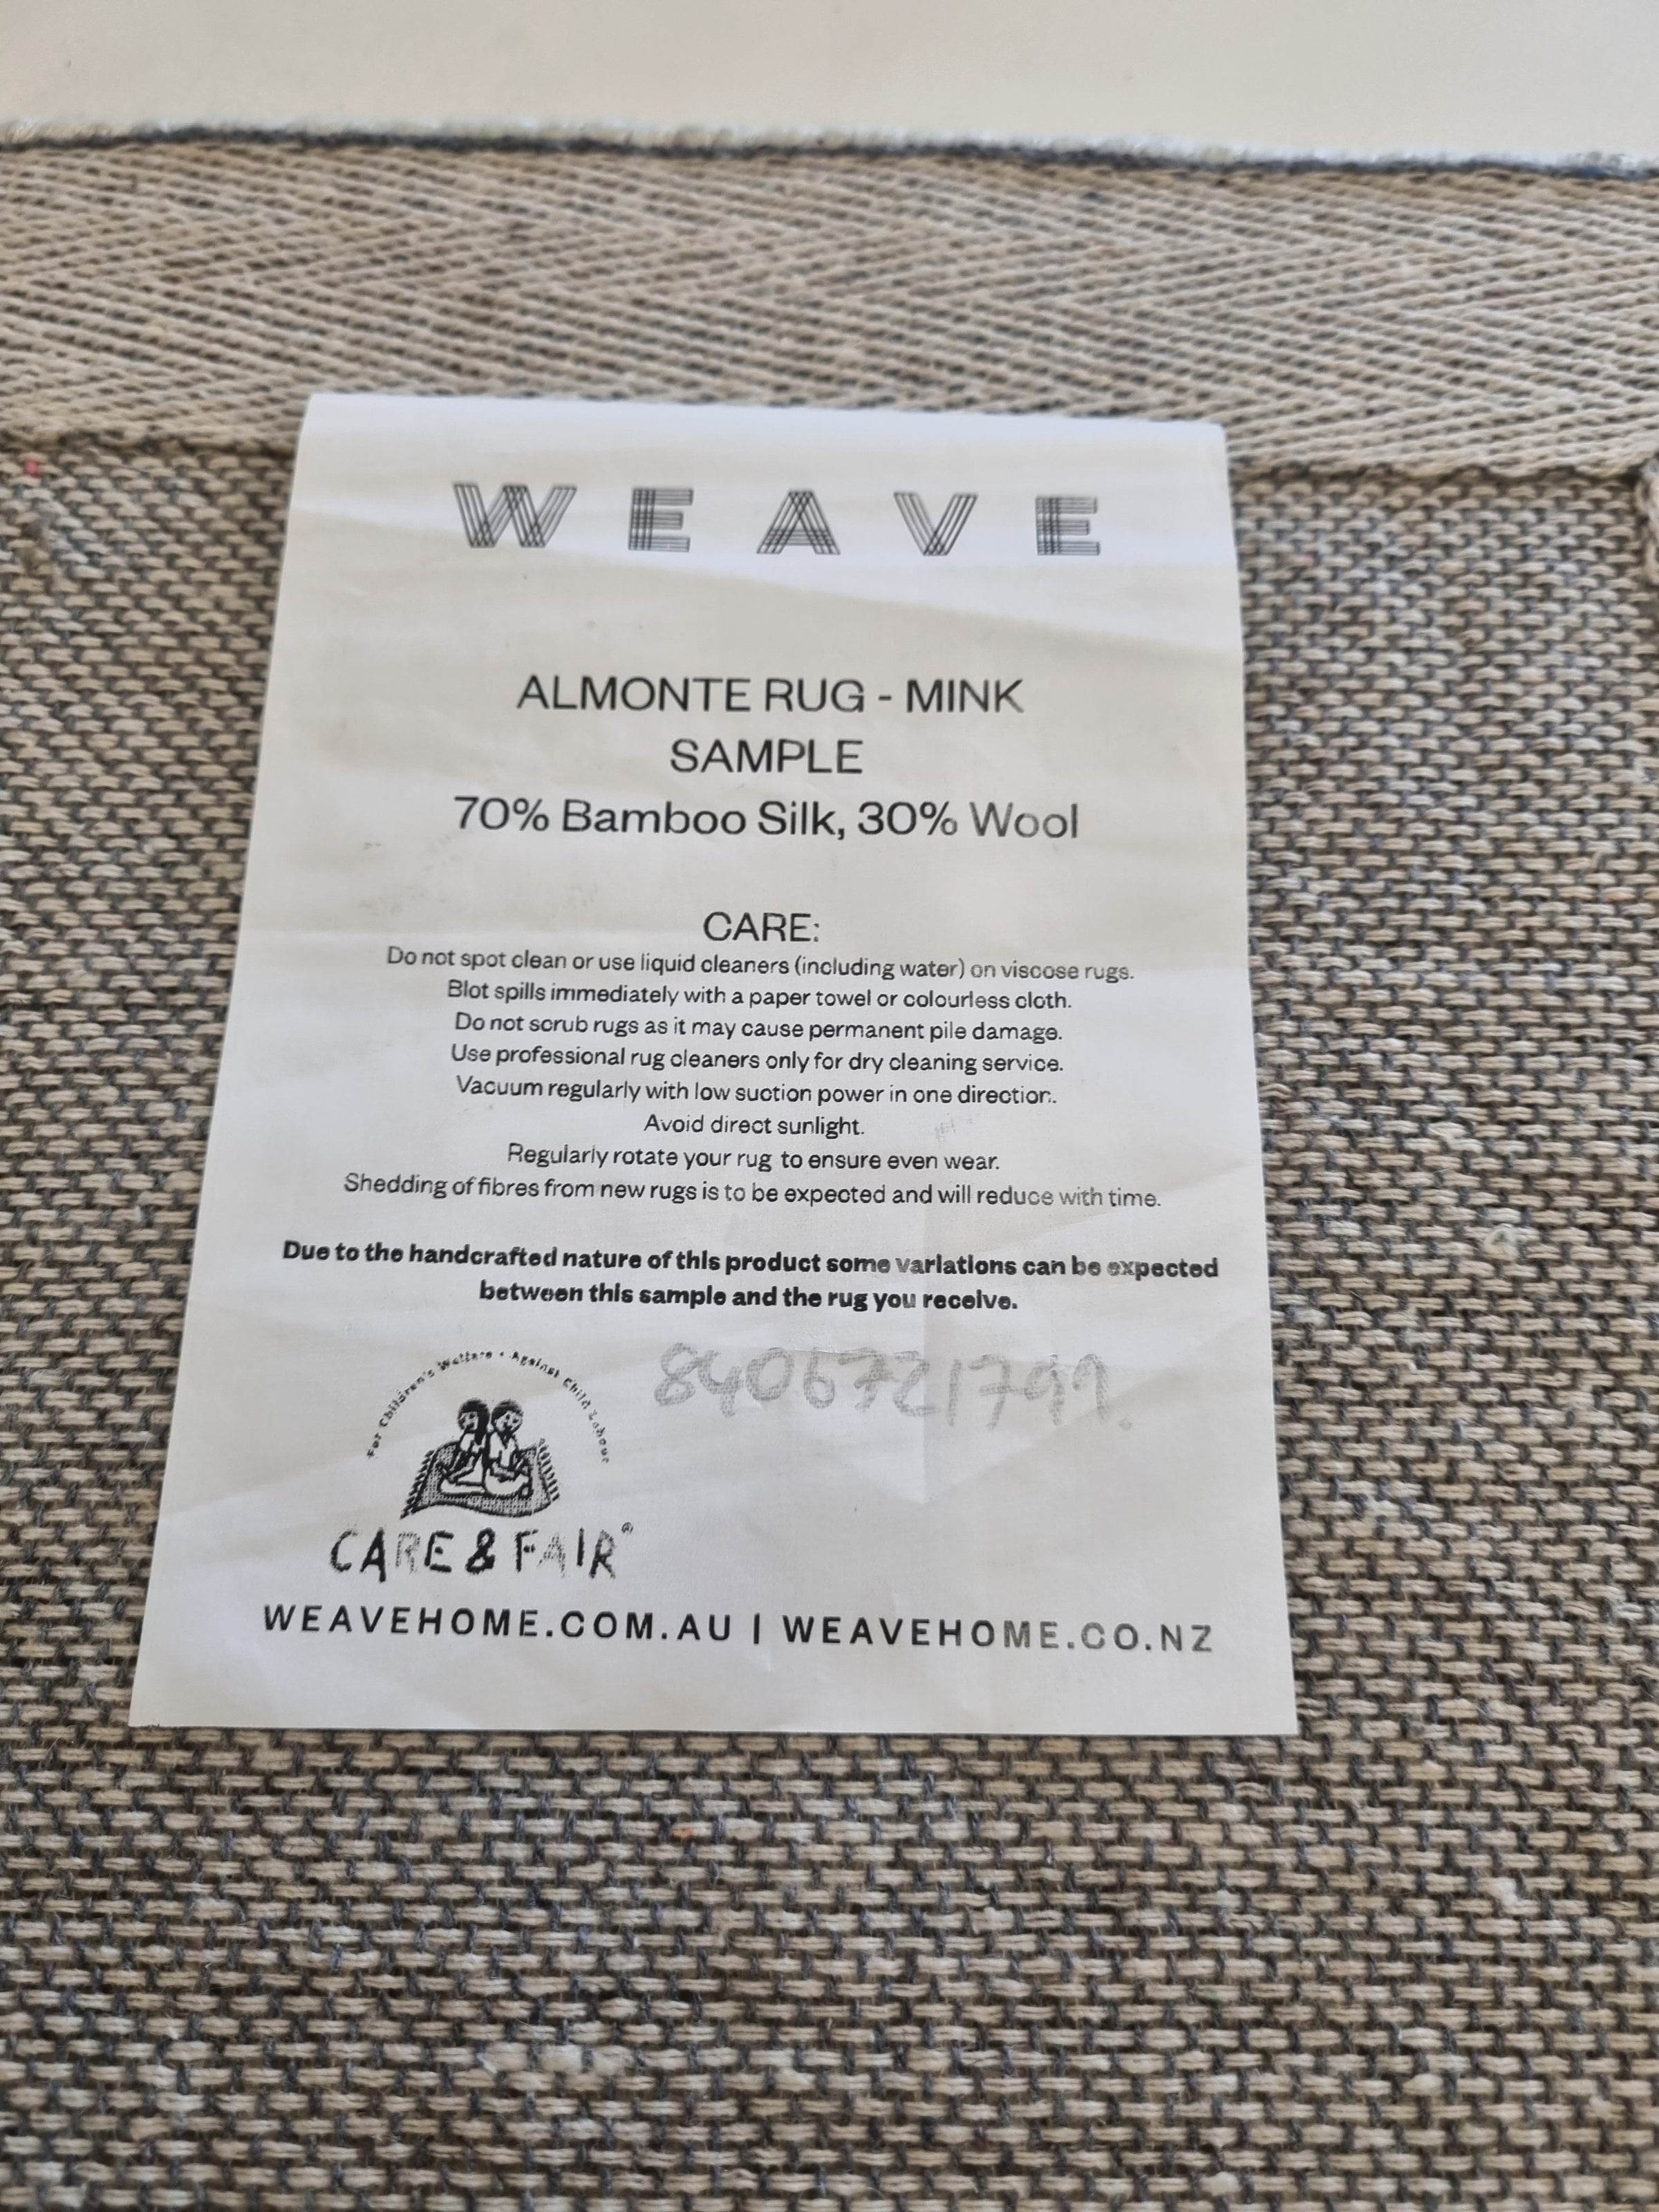 WEAVE
ALMONTE RUG - MINK
SAMPLE
70% Bamboo Silk, 30% Wool
CARE:
Do not spot clean or use liquid cleaners (including water) on viscose rugs.
Blot spills immediately with a paper towel or colourless cloth.
Do not scrub rugs as it may cause permanent pile damage.
Use professional rug cleaners only for dry cleaning service.
Vacuum regularly with low suction power in one direction.
Avoid direct sunlight.
Regularly rotate your rug to ensure even wear.
Shedding of fibres from new rugs is to be expected and will reduce with time.
Due to the handcrafted nature of this product some variations can be expected
between this sample and the rug you receive.
For Children's Welfare • Against Child Labour
8406721799.
CARE & FAIR®
WEAVEHOME.COM.AU | WEAVEHOME.CO.NZ